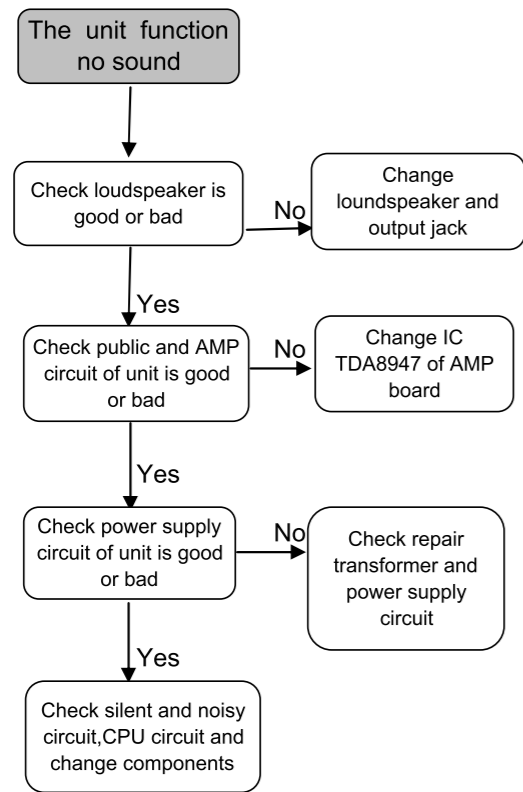 The unit function
no sound
Check loudspeaker is
good or bad
No
Change
loundspeaker and
output jack
Yes
Check public and AMP
circuit of unit is good
or bad
No
Change IC
TDA8947 of AMP
board
Yes
Check power supply
circuit of unit is good
or bad
No
Check repair
transformer and
power supply
circuit
Yes
Check silent and noisy
circuit,CPU circuit and
change components